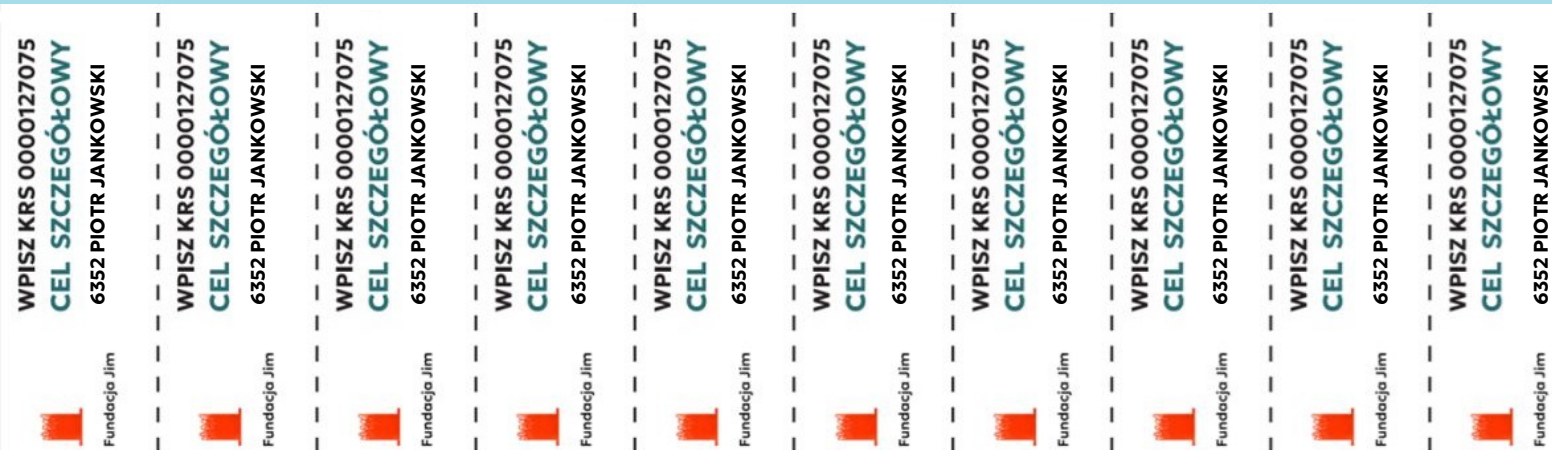 WPISZ KRS 0000127075
CEL SZCZEGÓŁOWY
6352 PIOTR JANKOWSKI
Fundacja Jim
WPISZ KRS 0000127075
CEL SZCZEGÓŁOWY
6352 PIOTR JANKOWSKI
Fundacja Jim
WPISZ KRS 0000127075
CEL SZCZEGÓŁOWY
6352 PIOTR JANKOWSKI
Fundacja Jim
WPISZ KRS 0000127075
CEL SZCZEGÓŁOWY
6352 PIOTR JANKOWSKI
Fundacja Jim
WPISZ KRS 0000127075
CEL SZCZEGÓŁOWY
6352 PIOTR JANKOWSKI
Fundacja Jim
WPISZ KRS 0000127075
CEL SZCZEGÓŁOWY
6352 PIOTR JANKOWSKI
Fundacja Jim
WPISZ KRS 0000127075
CEL SZCZEGÓŁOWY
6352 PIOTR JANKOWSKI
Fundacja Jim
WPISZ KRS 0000127075
CEL SZCZEGÓŁOWY
6352 PIOTR JANKOWSKI
Fundacja Jim
WPISZ KRS 0000127075
CEL SZCZEGÓŁOWY
6352 PIOTR JANKOWSKI
Fundacja Jim
WPISZ KRS 0000127075
CEL SZCZEGÓŁOWY
6352 PIOTR JANKOWSKI
Fundacja Jim